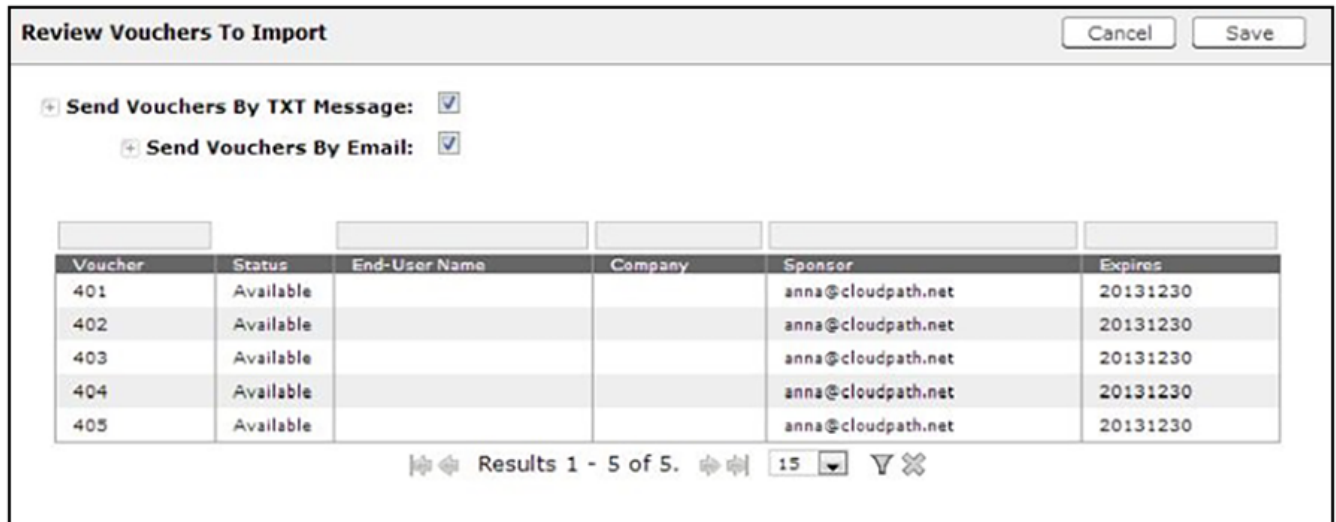 Review Vouchers To Import Cancel Save
Send Vouchers By TXT Message:
Send Vouchers By Email:
Voucher Status End-User Name Company Sponsor Expires
401 Available anna@cloudpath.net 20131230
402 Available anna@cloudpath.net 20131230
403 Available anna@cloudpath.net 20131230
404 Available anna@cloudpath.net 20131230
405 Available anna@cloudpath.net 20131230
Results 1 - 5 of 5. 15